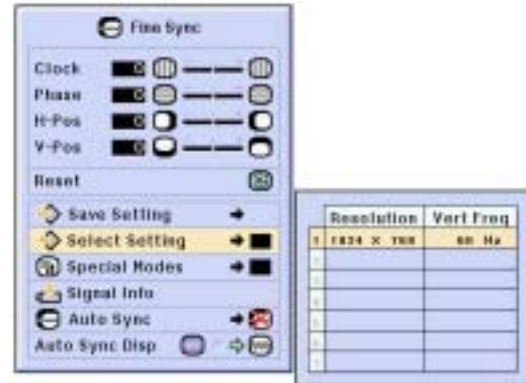 Fine Sync
Clock
Phase
H-Pos
V-Pos
Reset
Save Setting
Select Setting
Special Modes
Signal Info
Auto Sync
Auto Sync Disp
Resolution Vert Freq
1 1024 X 768 60 Hz